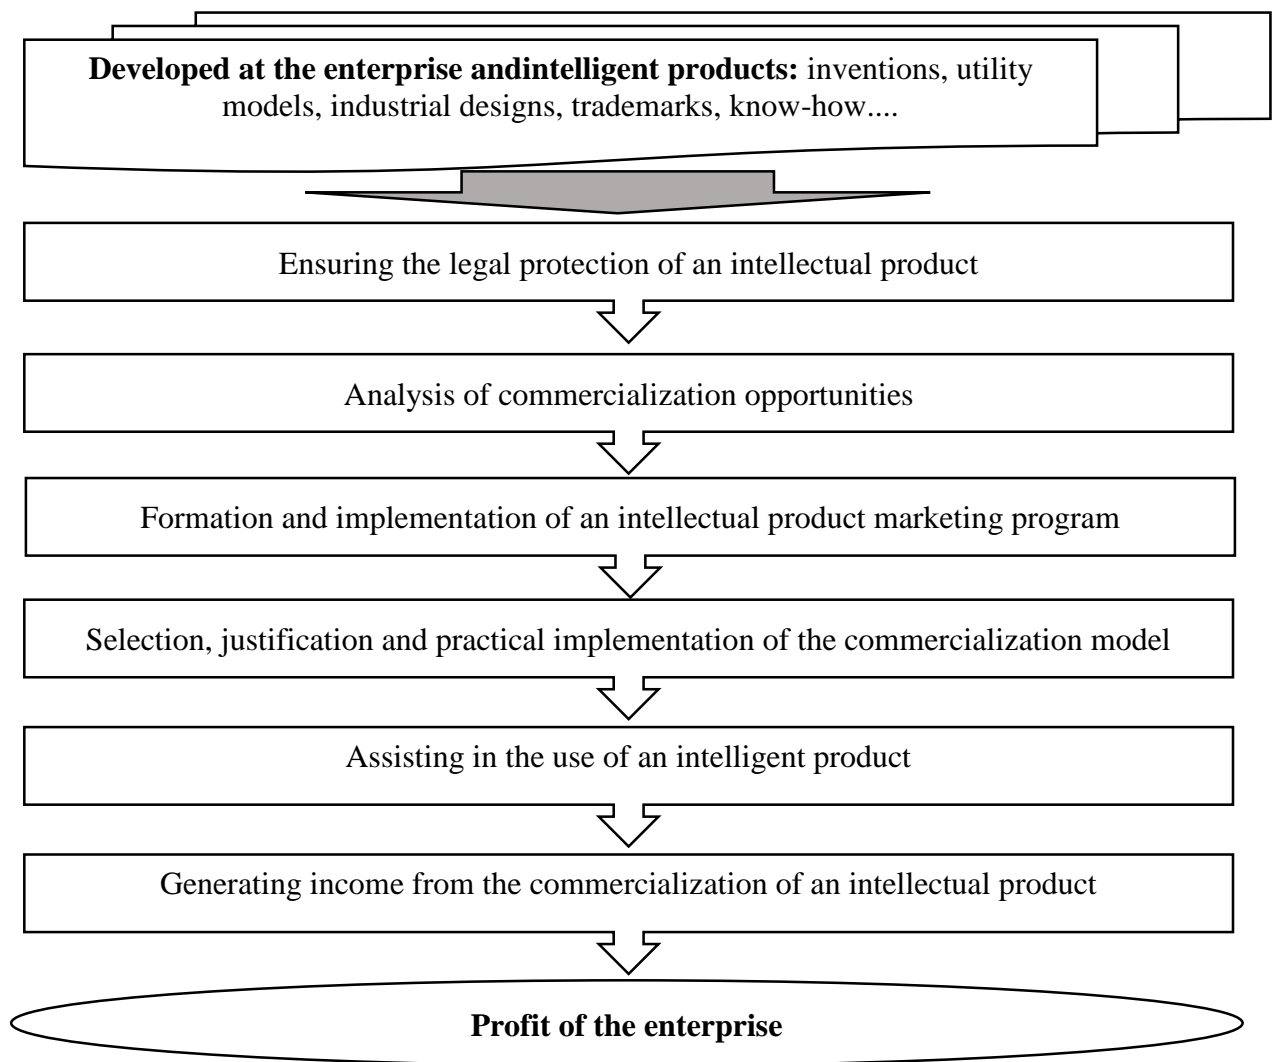 Developed at the enterprise andintelligent products: inventions, utility
models, industrial designs, trademarks, know-how....
Ensuring the legal protection of an intellectual product
Analysis of commercialization opportunities
Formation and implementation of an intellectual product marketing program
Selection, justification and practical implementation of the commercialization model
Assisting in the use of an intelligent product
Generating income from the commercialization of an intellectual product
Profit of the enterprise